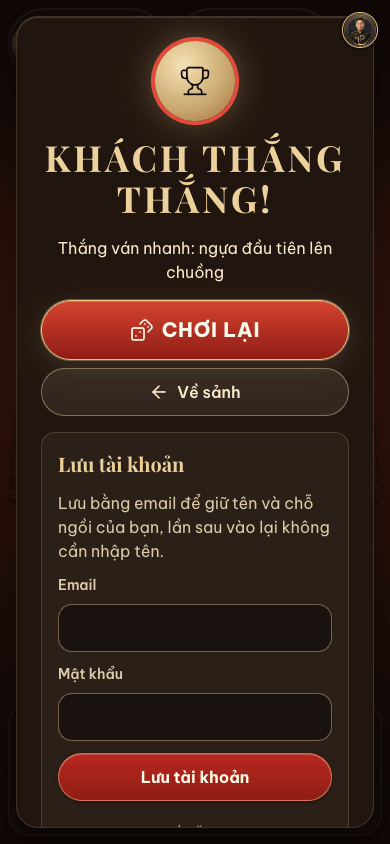 KHÁCH THẮNG
THẮNG!
Thắng ván nhanh: ngựa đầu tiên lên
chuồng
CHƠI LẠI
Về sảnh
Lưu tài khoản
Lưu bằng email để giữ tên và chỗ
ngồi của bạn, lần sau vào lại không
cần nhập tên.
Email
Mật khẩu
Lưu tài khoản